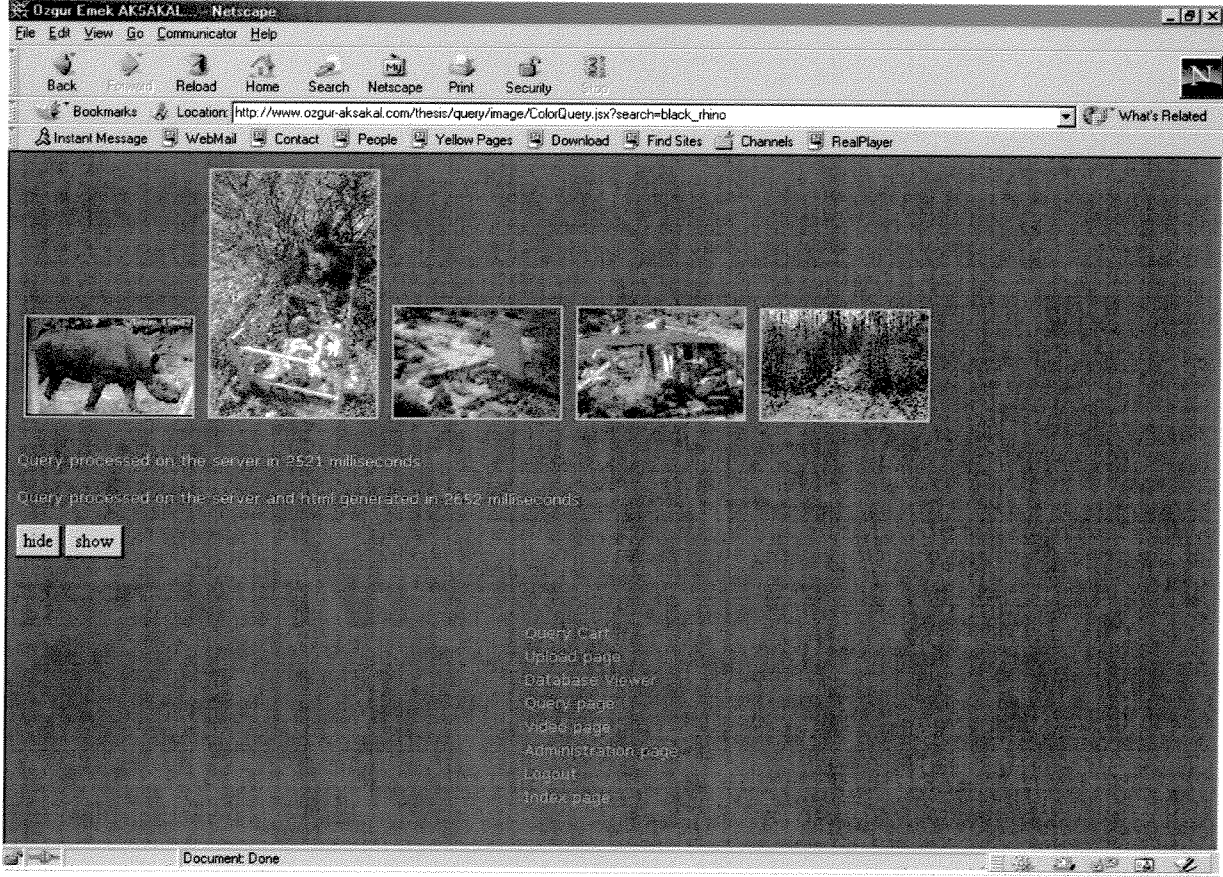 Ozgur Emek AKSAKAL... - Netscape
File Edit View Go Communicator Help
Back Forward Reload Home Search Netscape Print Security Stop
My
N
Bookmarks Location: http://www.ozgur-aksakal.com/thesis/query/image/ColorQuery.jsx?search=black_rhino What's Related
Instant Message WebMail Contact People Yellow Pages Download Find Sites Channels RealPlayer
Query processed on the server in 2521 milliseconds
Query processed on the server and html generated in 2652 milliseconds
hide show
Query Cart
Upload page
Database Viewer
Query page
Video page
Administration page
Logout
Index page
Document: Done